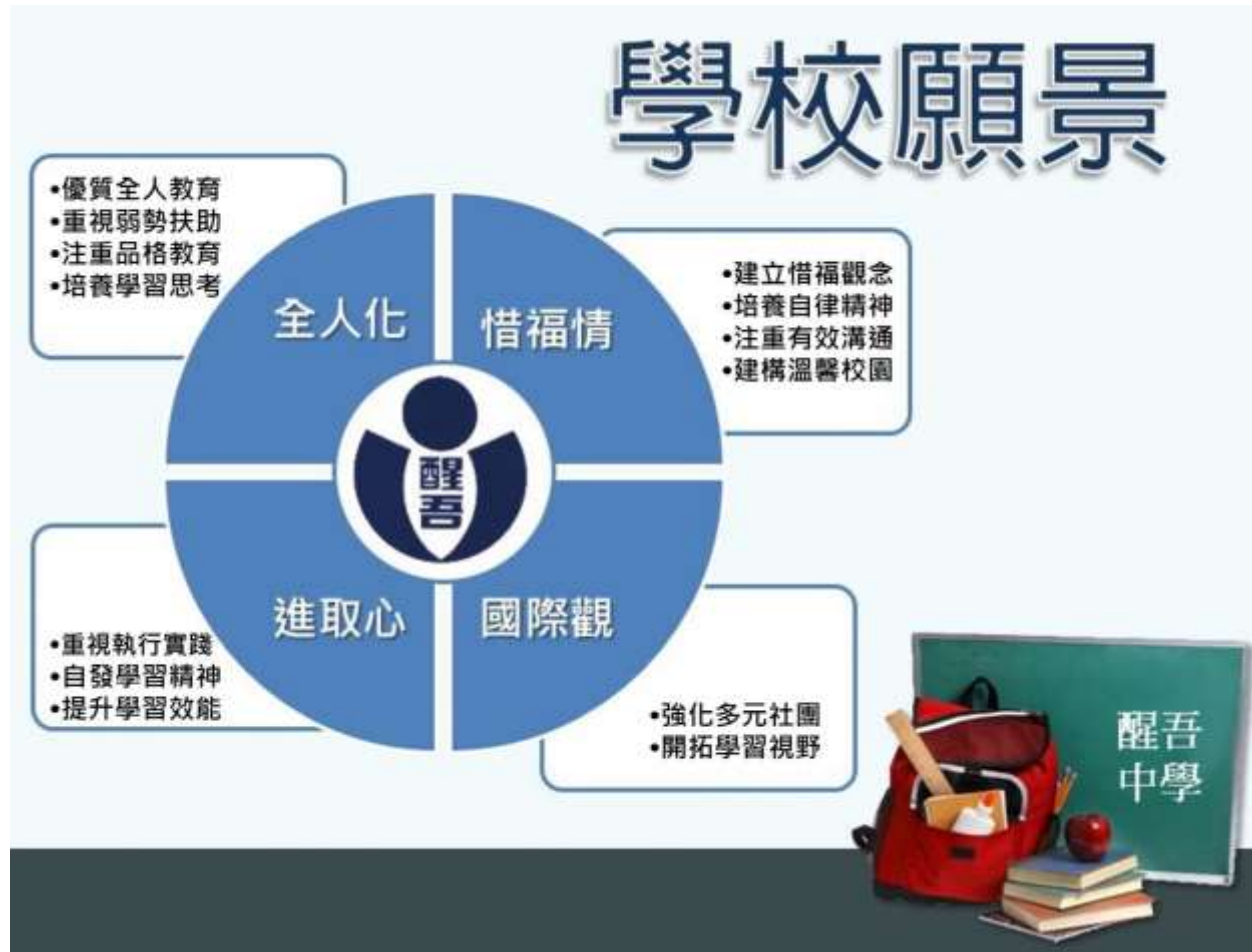 學校願景
•優質全人教育
•重視弱勢扶助
•注重品格教育
•培養學習思考
全人化
惜福情
•建立惜福觀念
•培養自律精神
•注重有效溝通
•建構溫馨校園
醒
吾
進取心
國際觀
•重視執行實踐
•自發學習精神
•提升學習效能
•強化多元社團
•開拓學習視野
醒吾
中學